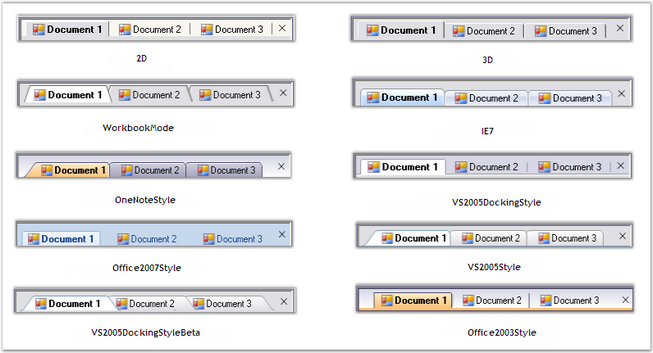 Document 1 Document 2 Document 3
2D
Document 1 Document 2 Document 3
3D
Document 1 Document 2 Document 3
WorkbookMode
Document 1 Document 2 Document 3
IE7
Document 1 Document 2 Document 3
OneNoteStyle
Document 1 Document 2 Document 3
VS2005DockingStyle
Document 1 Document 2 Document 3
Office2007Style
Document 1 Document 2 Document 3
VS2005Style
Document 1 Document 2 Document 3
VS2005DockingStyleBeta
Document 1 Document 2 Document 3
Office2003Style